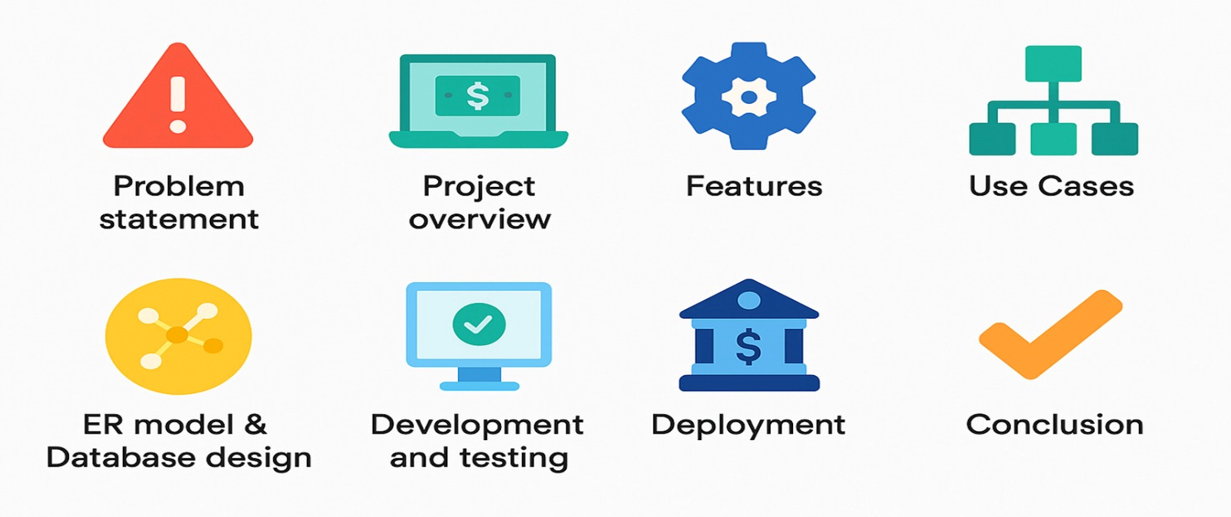 $
Problem
statement
Project
overview
Features
Use Cases
$
ER model &
Database design
Development
and testing
Deployment
Conclusion